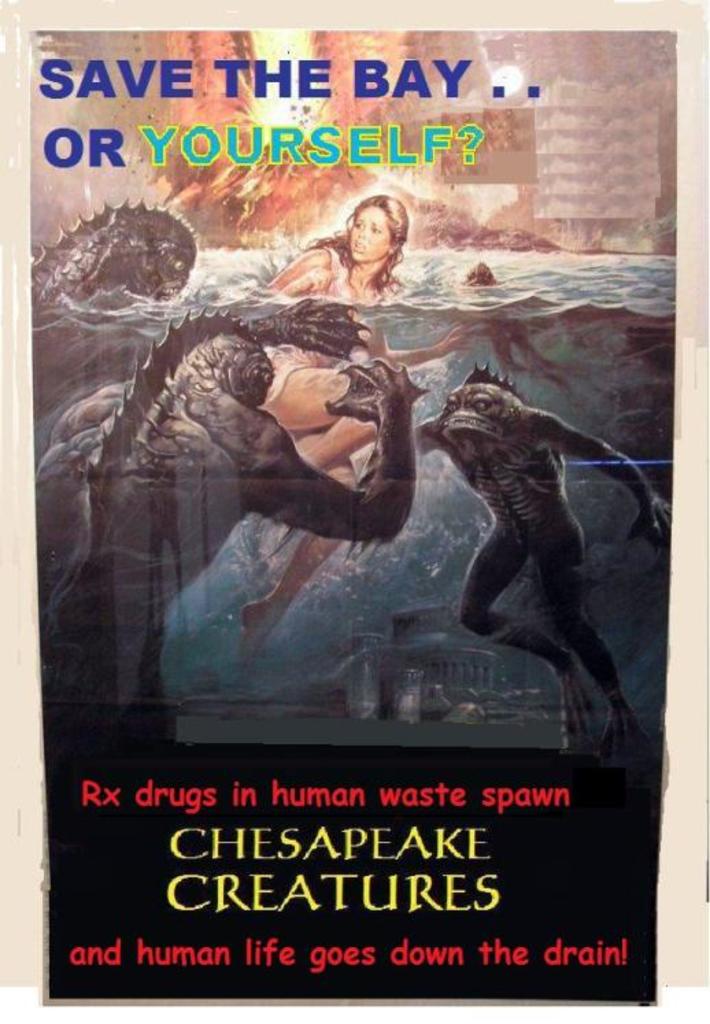 SAVE THE BAY . .
OR YOURSELF?
Rx drugs in human waste spawn
CHESAPEAKE
CREATURES
and human life goes down the drain!